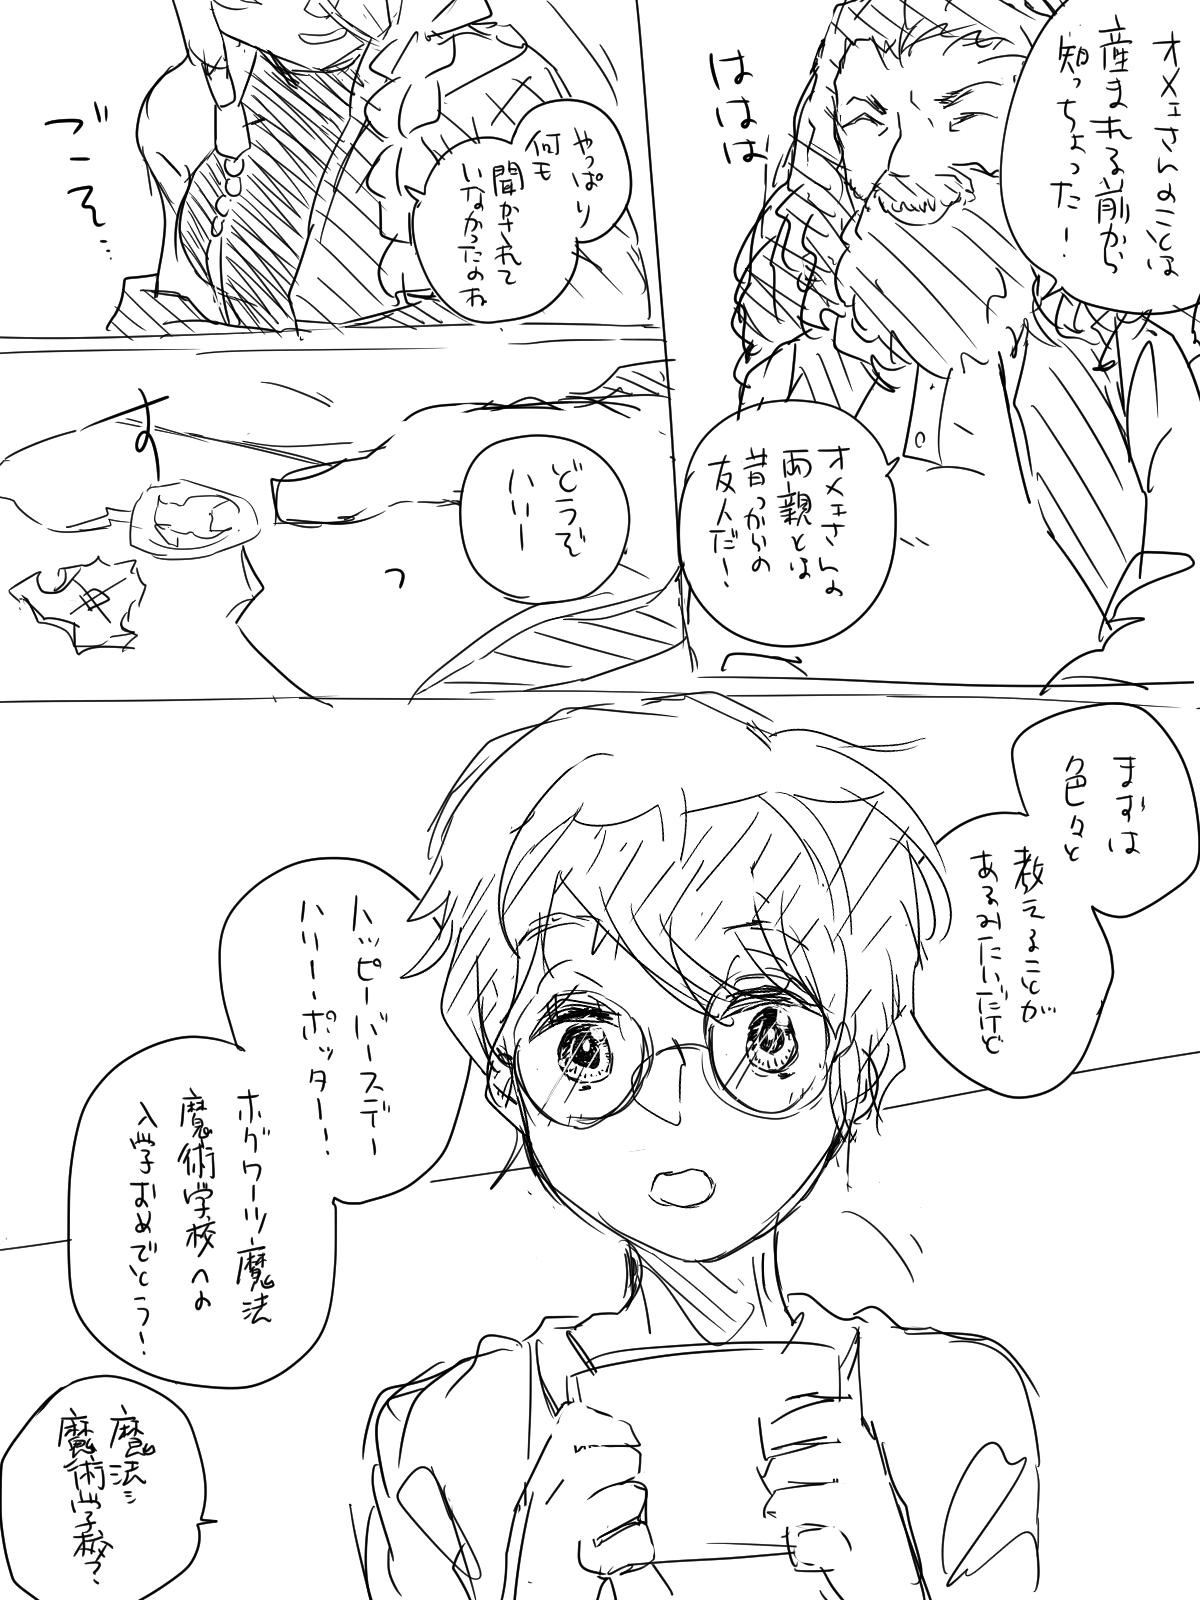 オメェさんのことは
産まれる前から
知っちょった！
ははは
オメェさんの
両親とは
昔っからの
友人だ！
やっぱり
何も
聞かされて
いなかったのね
ごそ…
どうぞ
ハリー
す
っ
まずは
色々と
教えることが
あるみたいだけど
ハッピーバースデー
ハリー・ポッター！
ホグワーツ魔法
魔術学校への
入学おめでとう！
魔法…
魔術学校？